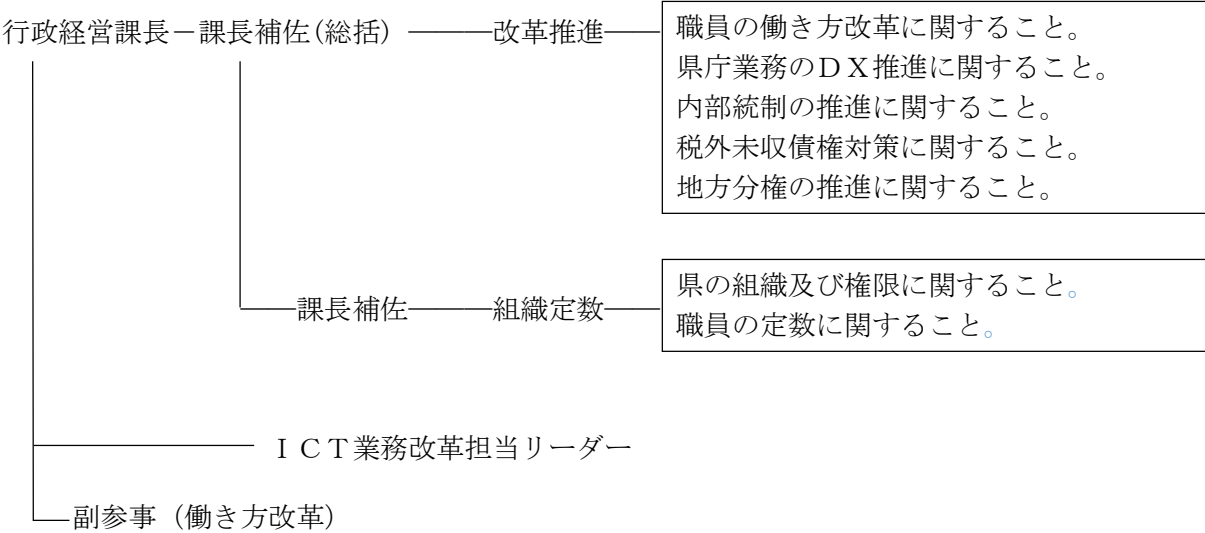 行政経営課長－課長補佐(総括) ―――改革推進――
職員の働き方改革に関すること。
県庁業務のＤＸ推進に関すること。
内部統制の推進に関すること。
税外未収債権対策に関すること。
地方分権の推進に関すること。
課長補佐―――組織定数――
県の組織及び権限に関すること。
職員の定数に関すること。
ＩＣＴ業務改革担当リーダー
副参事（働き方改革）